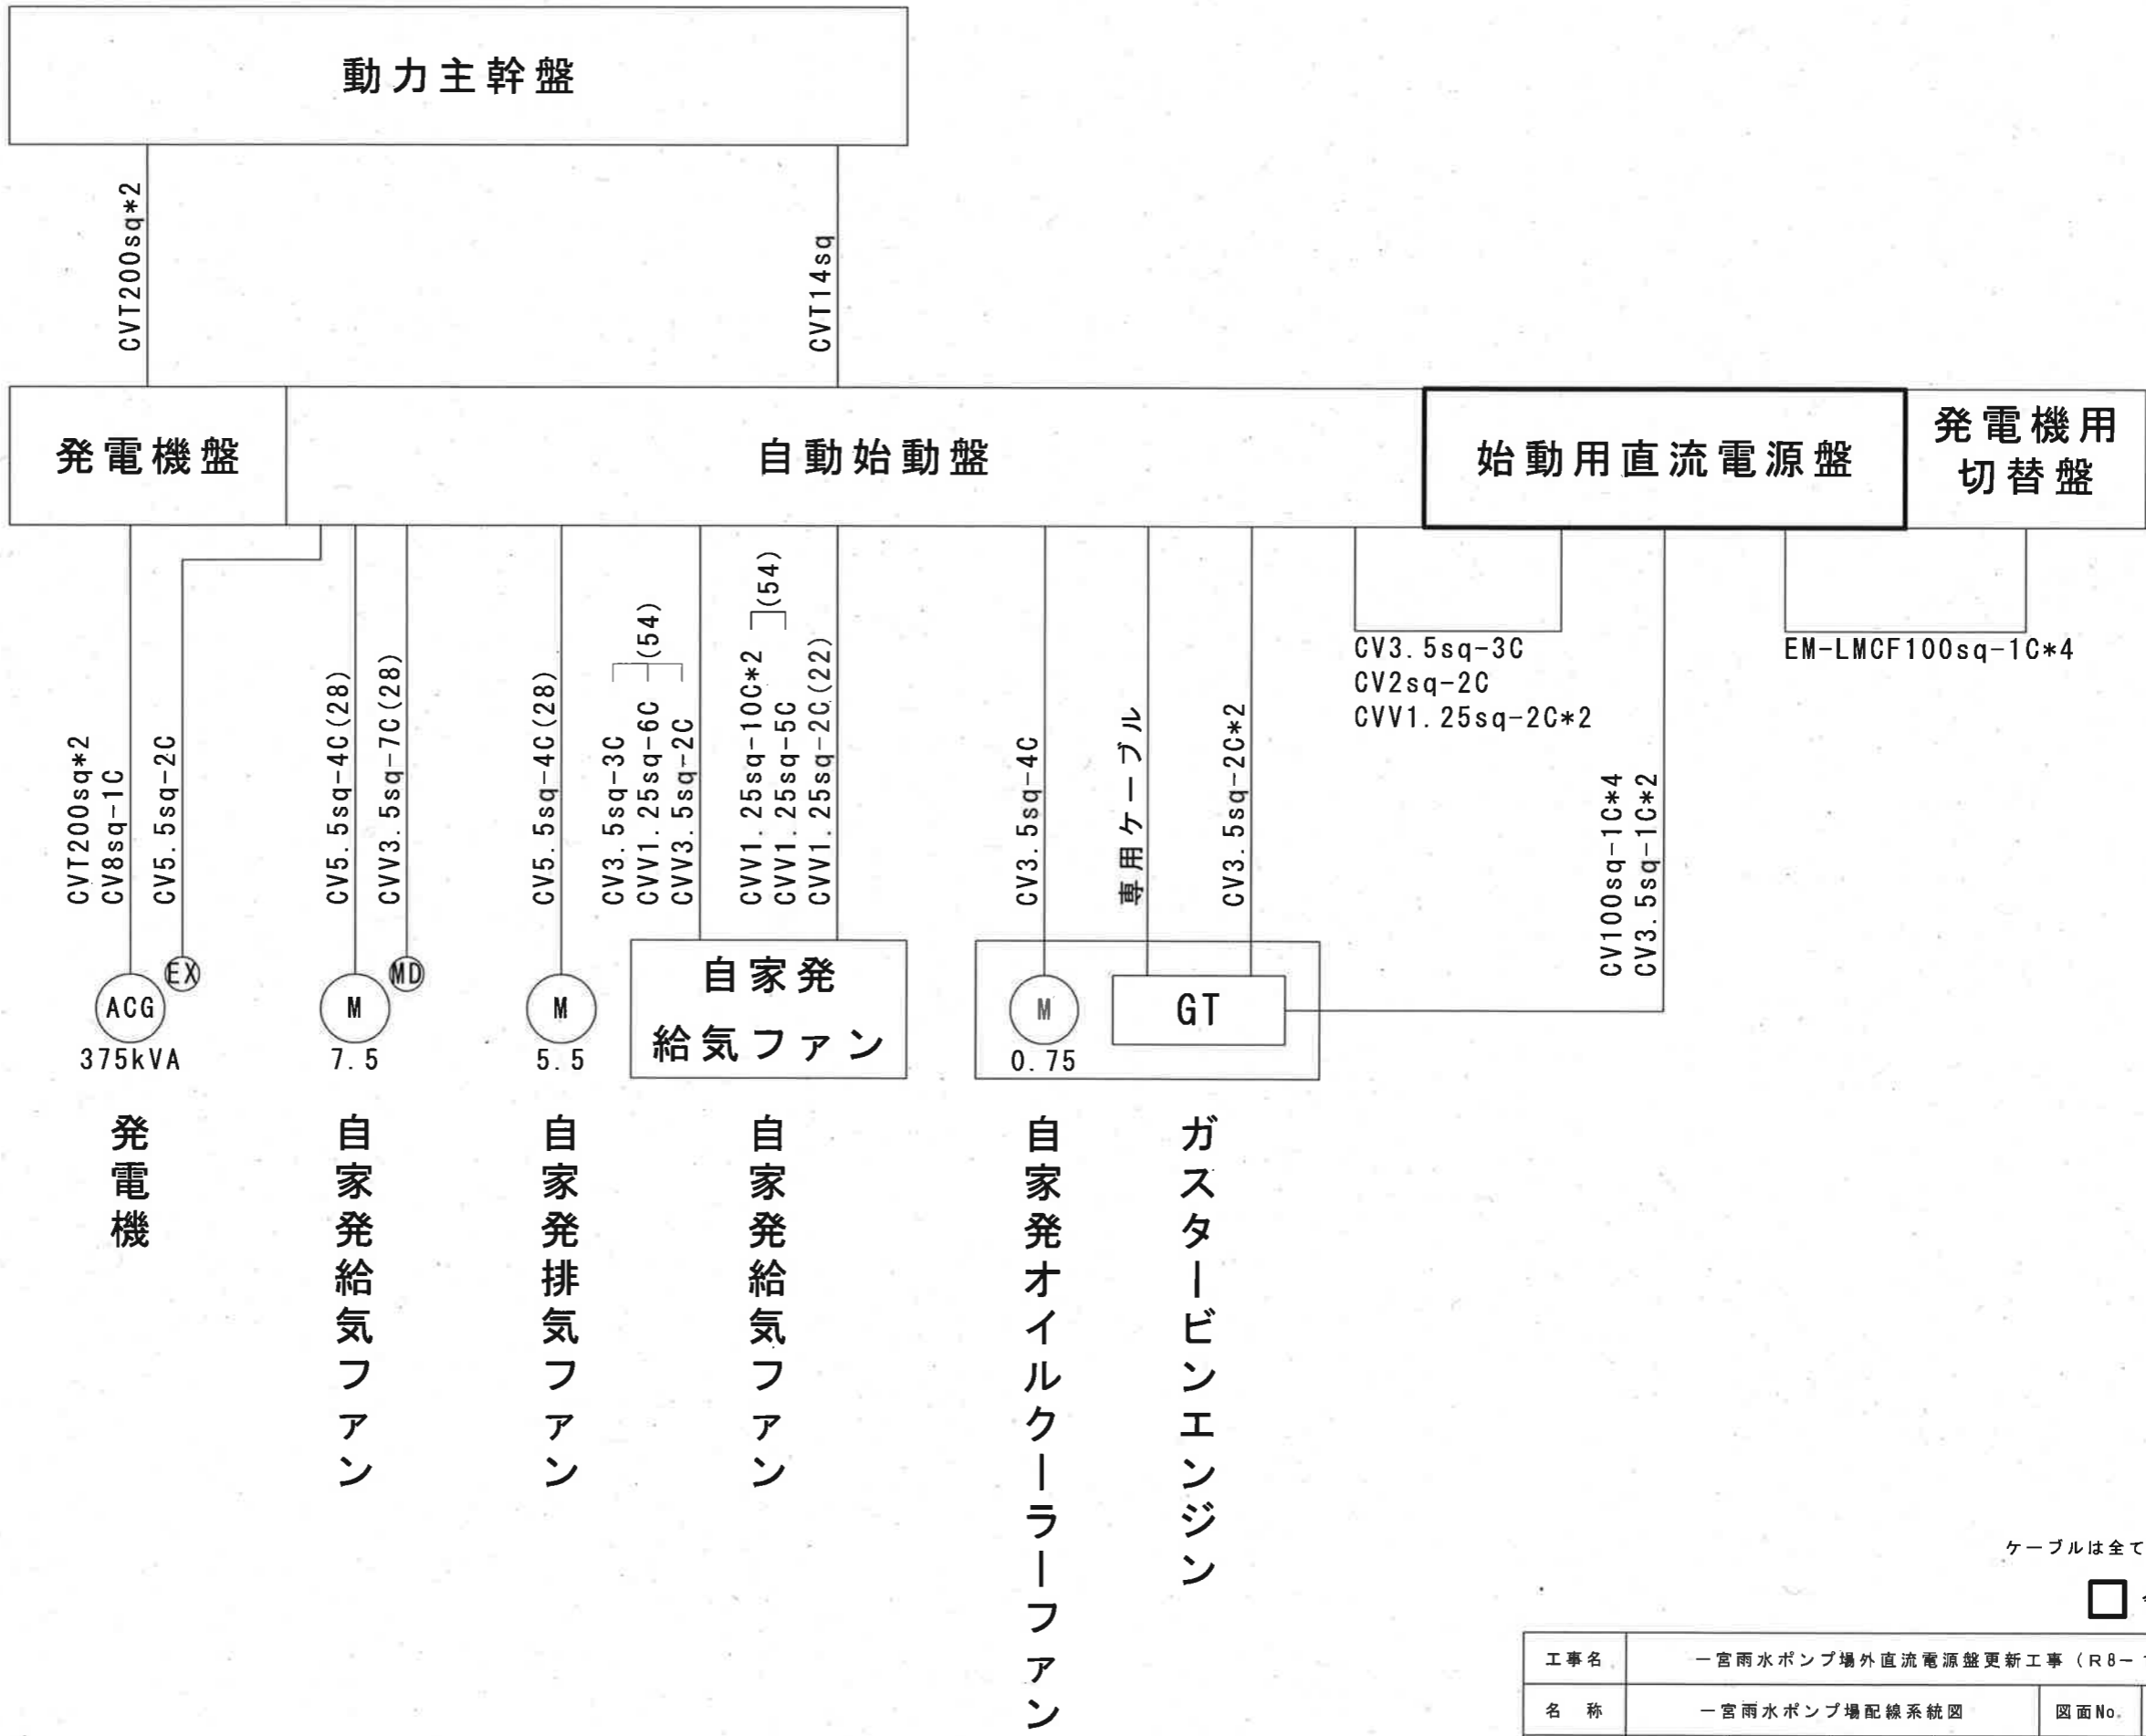 動力主幹盤
CVT200sq*2
CVT14sq
発電機盤
自動始動盤
始動用直流電源盤
発電機用
切替盤
CVT200sq*2
CV8sq-1C
CV5.5sq-2C
CV5.5sq-4C(28)
CVV3.5sq-7C(28)
CV5.5sq-4C(28)
CV3.5sq-3C
CVV1.25sq-6C
CVV3.5sq-2C
(54)
CVV1.25sq-10C*2
CVV1.25sq-5C
(54)
CVV1.25sq-2C(22)
CV3.5sq-4C
専用ケーブル
CV3.5sq-2C*2
CV3.5sq-3C
CV2sq-2C
CVV1.25sq-2C*2
CV100sq-1C*4
CV3.5sq-1C*2
EM-LMCF100sq-1C*4
ACG
EX
375kVA
M
MD
7.5
M
5.5
自家発
給気ファン
M
0.75
GT
発電機
自家発給気ファン
自家発排気ファン
自家発給気ファン
自家発オイルクーラーファン
ガスタービンエンジン
ケーブルは全て
工事名
一宮雨水ポンプ場外直流電源盤更新工事（R8－
名 称
一宮雨水ポンプ場配線系統図
図面No.